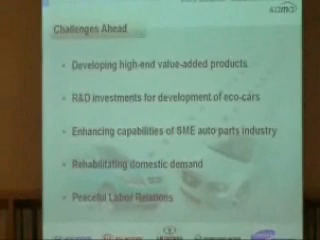 Challenges Ahead
Developing high-end value-added products
R&D investments for development of eco-cars
Enhancing capabilities of SME auto parts industry
Rehabilitating domestic demand
Peaceful Labor Relations